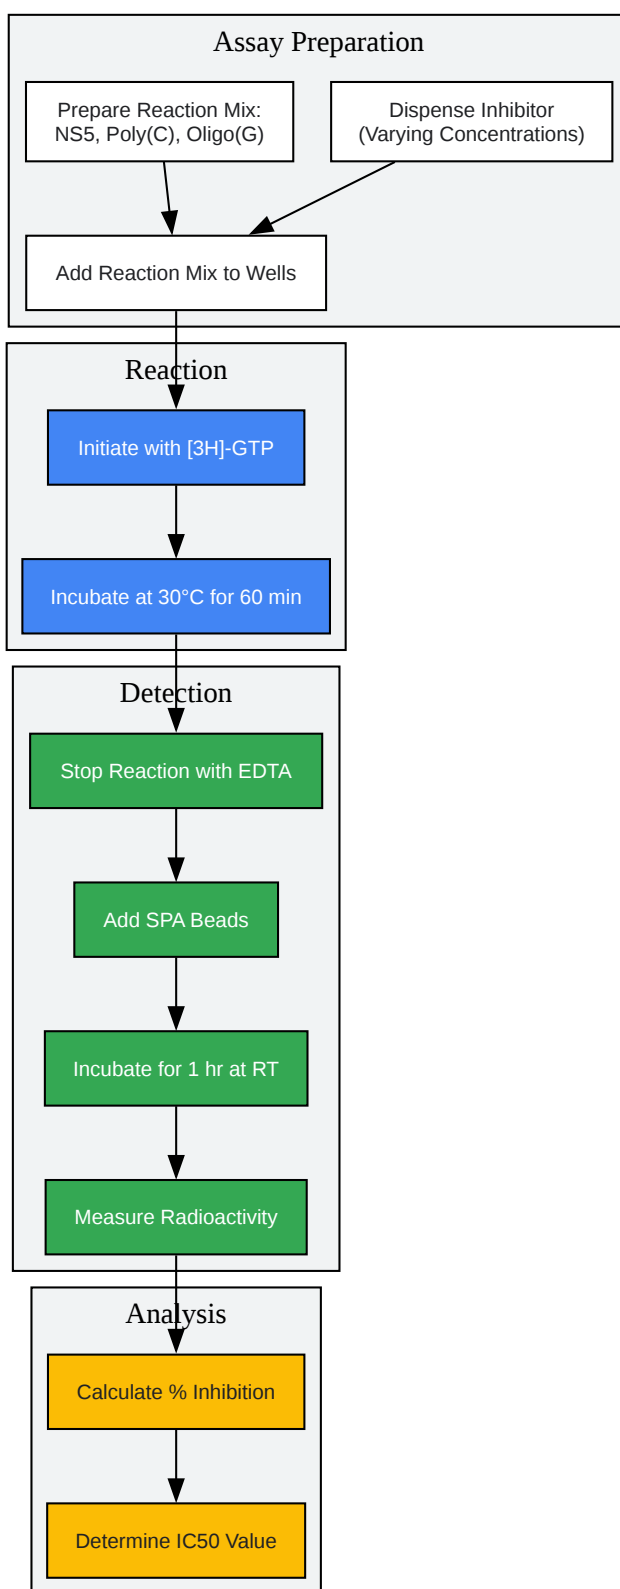 Assay Preparation
Prepare Reaction Mix:
NS5, Poly(C), Oligo(G)
Dispense Inhibitor
(Varying Concentrations)
Add Reaction Mix to Wells
Reaction
Initiate with [3H]-GTP
Incubate at 30°C for 60 min
Detection
Stop Reaction with EDTA
Add SPA Beads
Incubate for 1 hr at RT
Measure Radioactivity
Analysis
Calculate % Inhibition
Determine IC50 Value